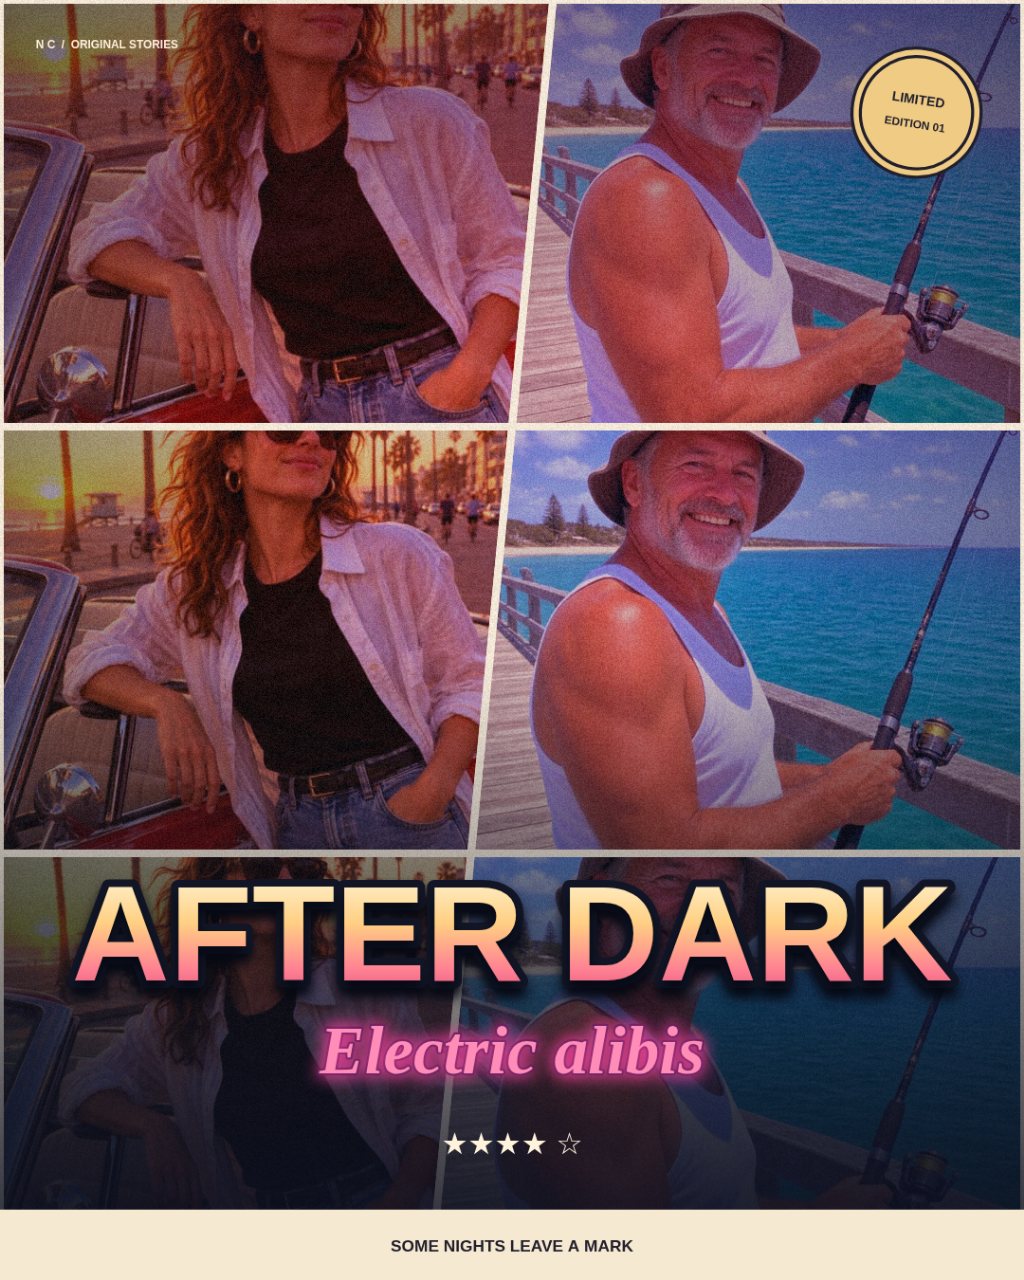 N C / ORIGINAL STORIES
LIMITED
EDITION 01
AFTER DARK
Electric alibis
★★★★☆
SOME NIGHTS LEAVE A MARK